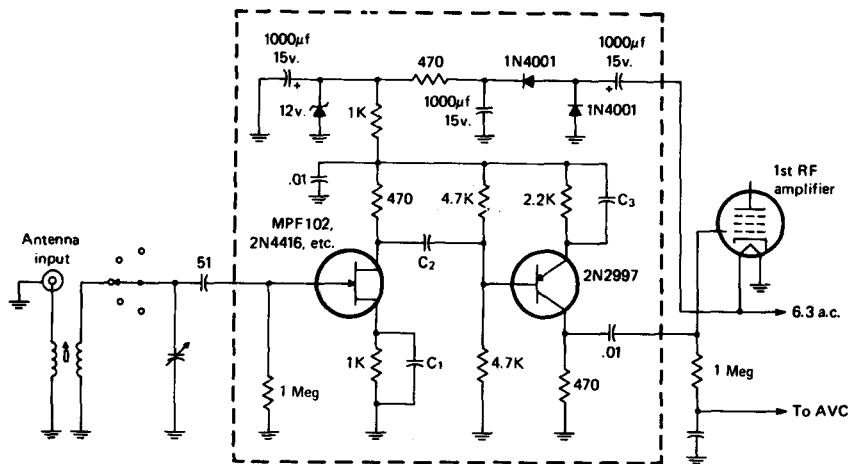 1000µf
15v.
470
1N4001
1000µf
15v.
12v.
1K
1000µf
15v.
1N4001
.01
470
4.7K
2.2K
C3
1st RF
amplifier
MPF102,
2N4416, etc.
C2
2N2997
Antenna
input
51
6.3 a.c.
.01
1K
C1
4.7K
1 Meg
470
1 Meg
To AVC